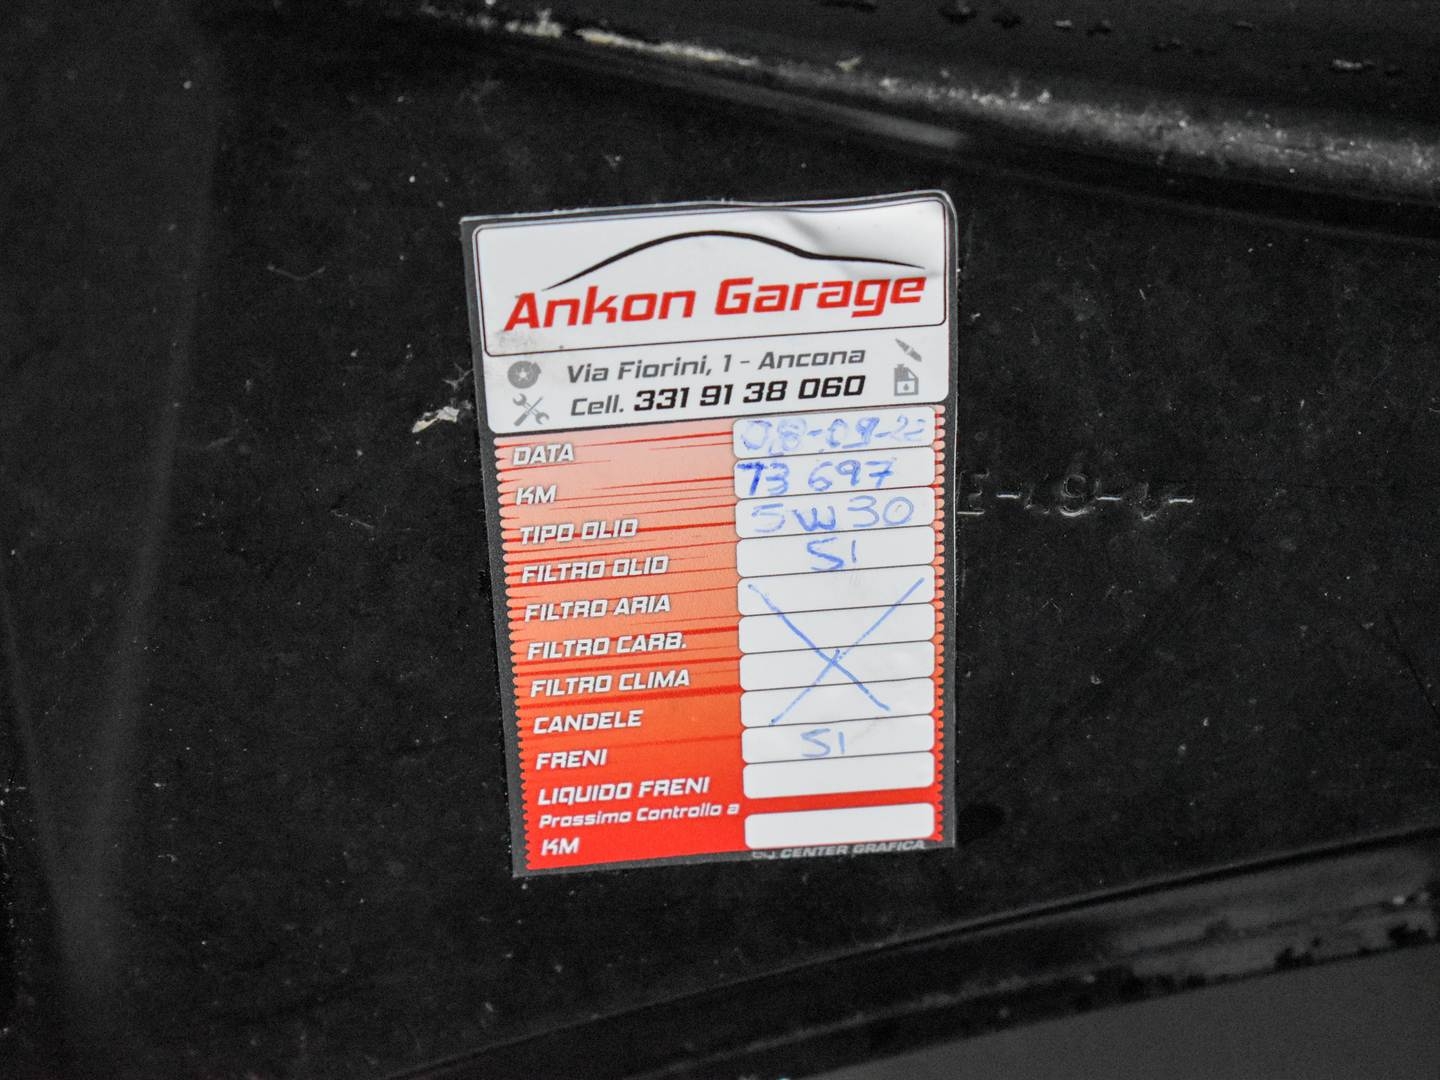 Ankon Garage
Via Fiorini, 1 - Ancona
Cell. 331 91 38 060
DATA 08-09-22
KM 73 697
TIPO OLIO 5W30
FILTRO OLIO SI
FILTRO ARIA
FILTRO CARB.
FILTRO CLIMA
CANDELE
FRENI SI
LIQUIDO FRENI
Prossimo Controllo a
KM
CENTER GRAFICA